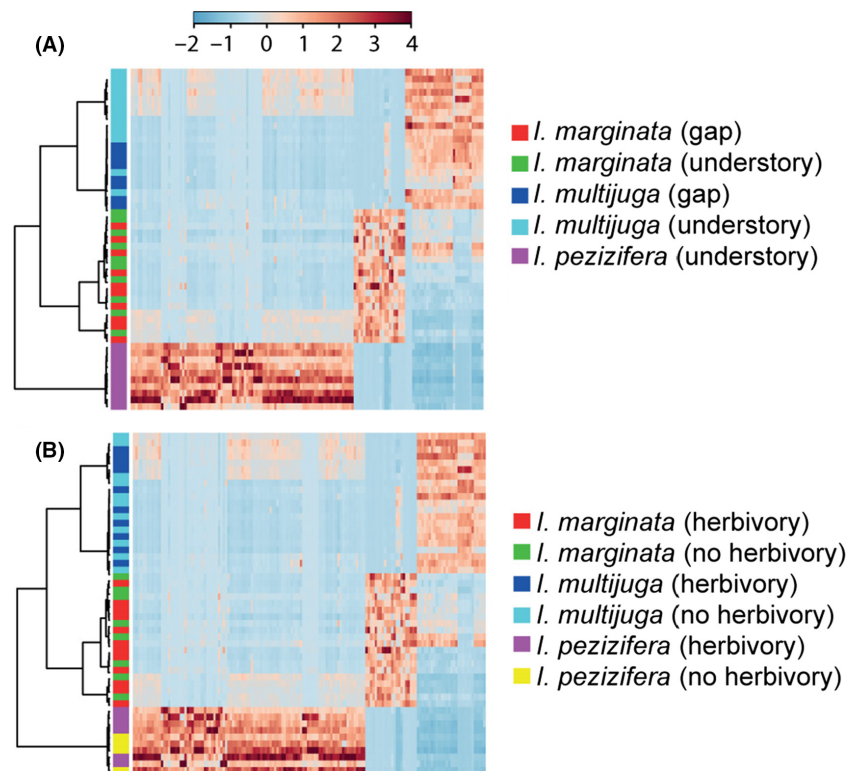 (A)
−2 −1 0 1 2 3 4
I. marginata (gap)
I. marginata (understory)
I. multijuga (gap)
I. multijuga (understory)
I. pezizifera (understory)
(B)
I. marginata (herbivory)
I. marginata (no herbivory)
I. multijuga (herbivory)
I. multijuga (no herbivory)
I. pezizifera (herbivory)
I. pezizifera (no herbivory)